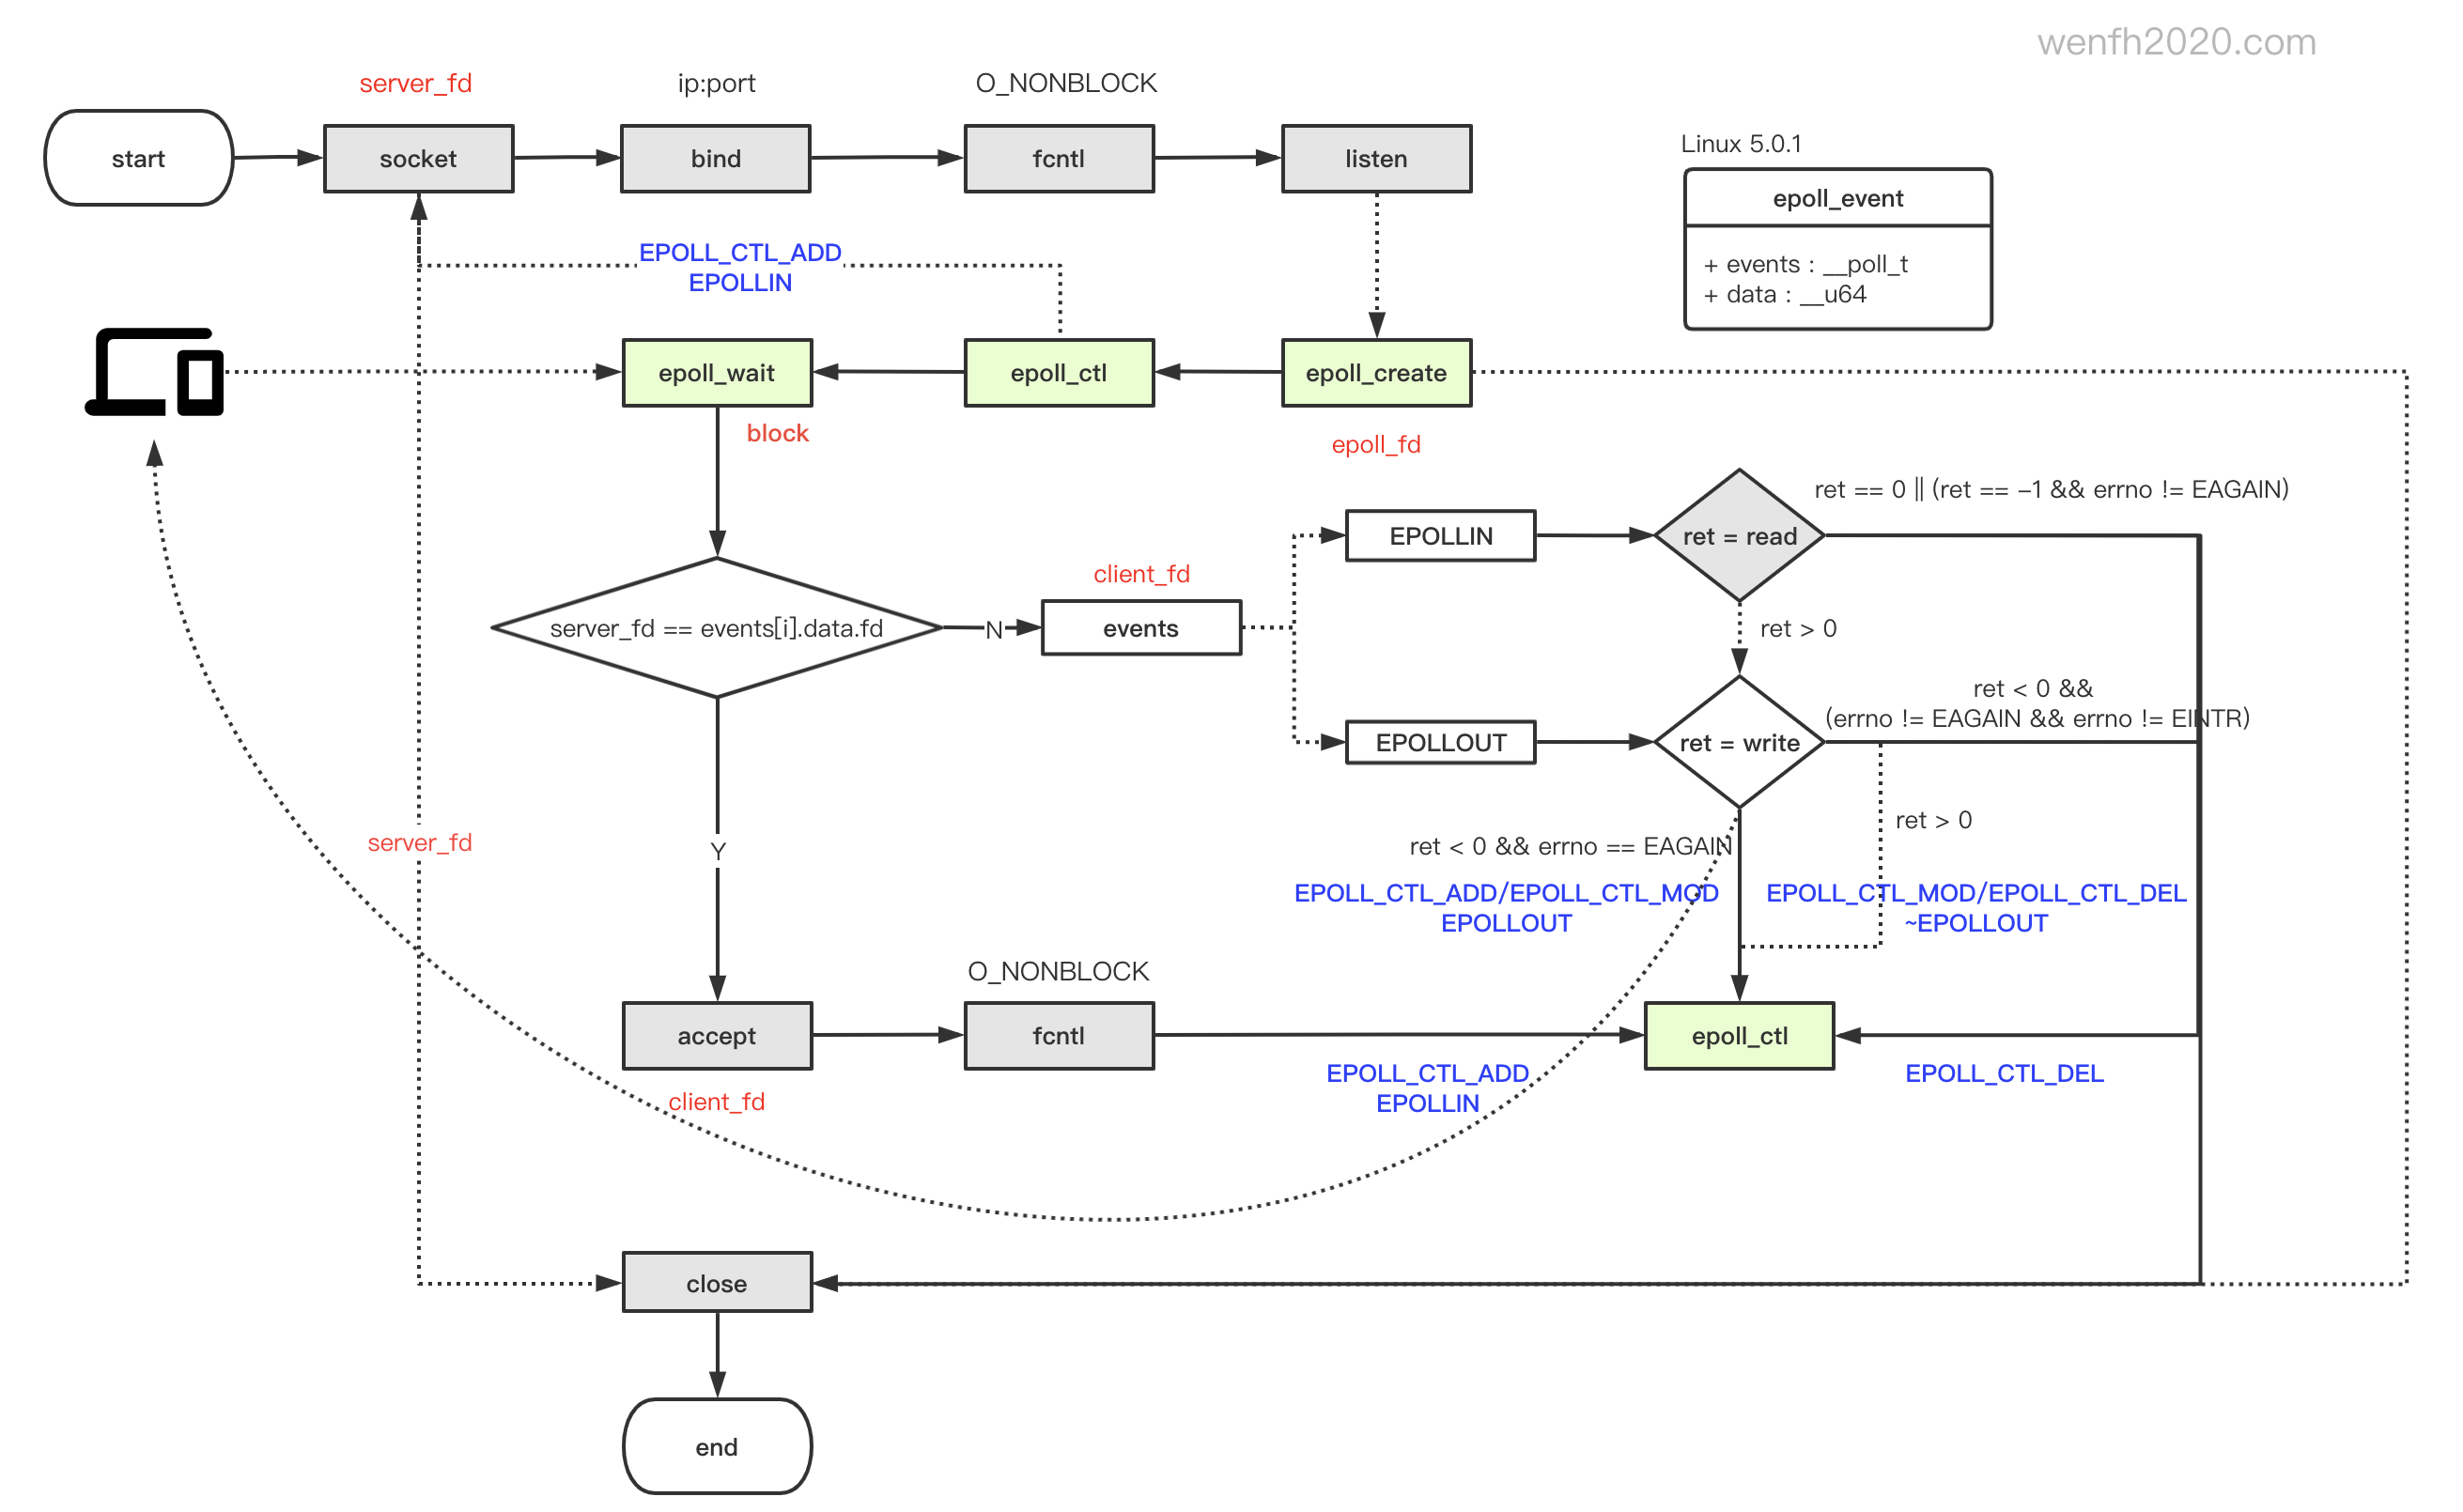 wenfh2020.com
server_fd
ip:port
O_NONBLOCK
start
socket
bind
fcntl
listen
Linux 5.0.1
epoll_event
+ events : __poll_t
+ data : __u64
EPOLL_CTL_ADD
EPOLLIN
epoll_wait
epoll_ctl
epoll_create
block
epoll_fd
ret == 0 || (ret == -1 && errno != EAGAIN)
EPOLLIN
ret = read
client_fd
server_fd == events[i].data.fd
N
events
ret > 0
ret < 0 &&
(errno != EAGAIN && errno != EINTR)
EPOLLOUT
ret = write
ret > 0
server_fd
Y
ret < 0 && errno == EAGAIN
EPOLL_CTL_ADD/EPOLL_CTL_MOD
EPOLLOUT
EPOLL_CTL_MOD/EPOLL_CTL_DEL
~EPOLLOUT
O_NONBLOCK
accept
fcntl
epoll_ctl
client_fd
EPOLL_CTL_ADD
EPOLLIN
EPOLL_CTL_DEL
close
end